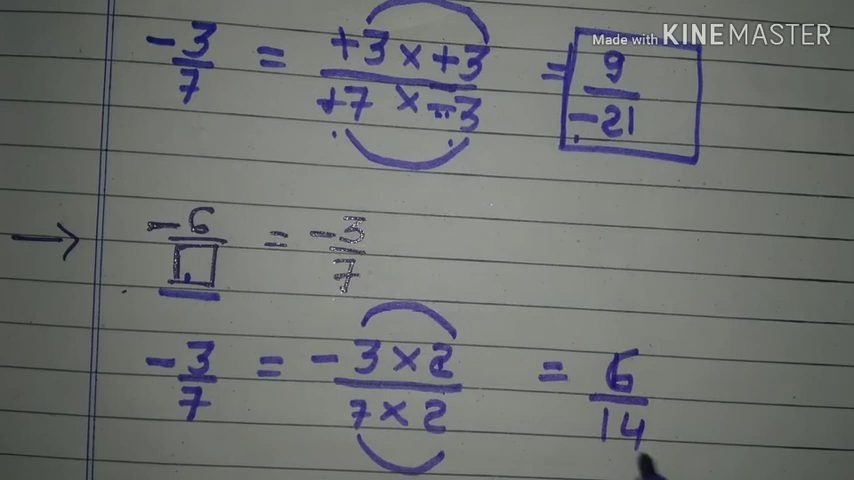 Made with KINEMASTER
-3/7 = +3 × +3 / +7 × -3 = 9/-21
→ -6/□ = -3/7
-3/7 = -3 × 2 / 7 × 2 = 6/14